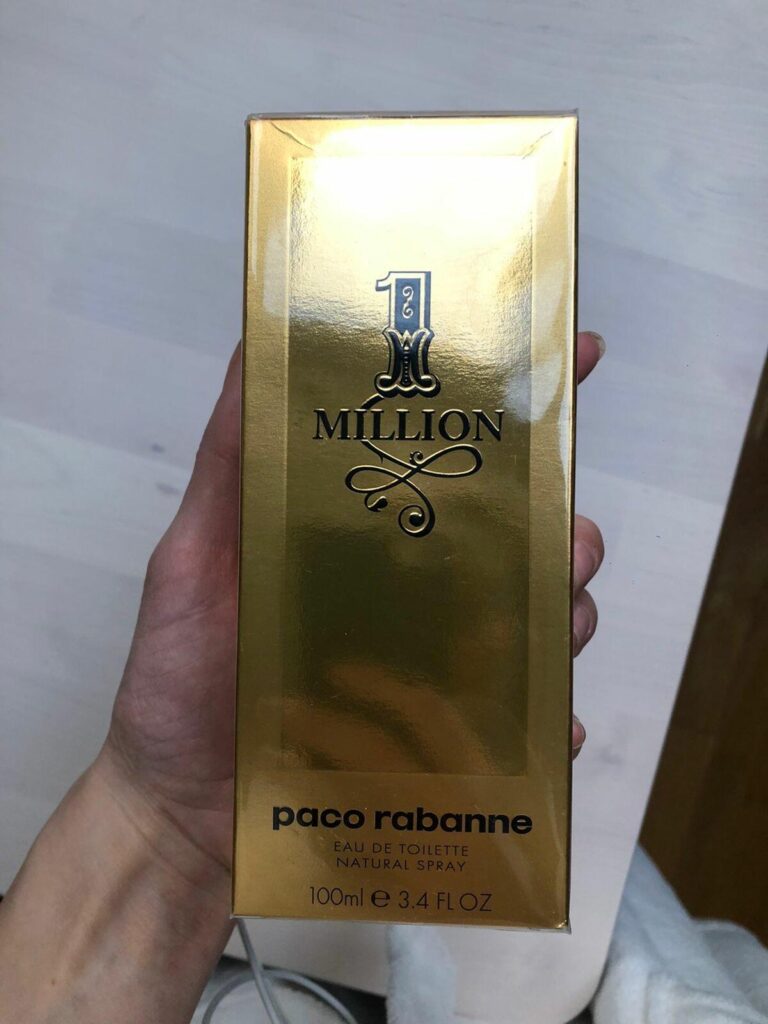 1
MILLION
paco rabanne
EAU DE TOILETTE
NATURAL SPRAY
100ml e 3.4 FL OZ